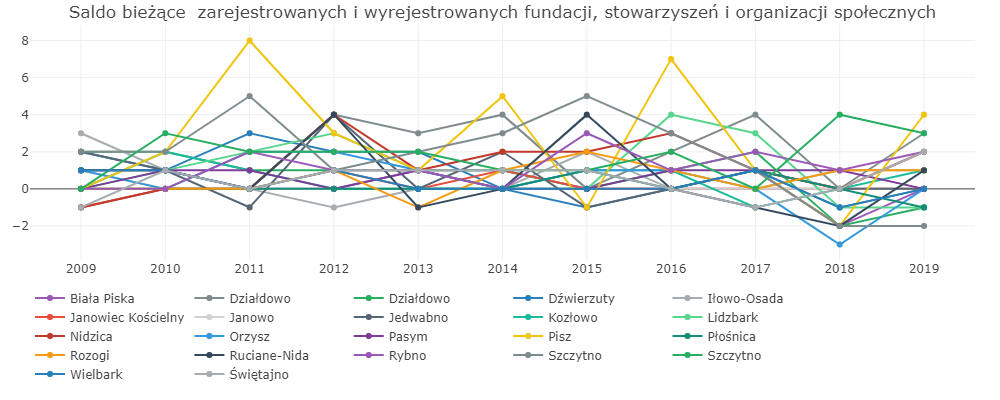 Saldo bieżące  zarejestrowanych i wyrejestrowanych fundacji, stowarzyszeń i organizacji społecznych
8
6
4
2
0
−2
2009 2010 2011 2012 2013 2014 2015 2016 2017 2018 2019
Biała Piska Działdowo Działdowo Dźwierzuty Iłowo-Osada
Janowiec Kościelny Janowo Jedwabno Kozłowo Lidzbark
Nidzica Orzysz Pasym Pisz Płośnica
Rozogi Ruciane-Nida Rybno Szczytno Szczytno
Wielbark Świętajno